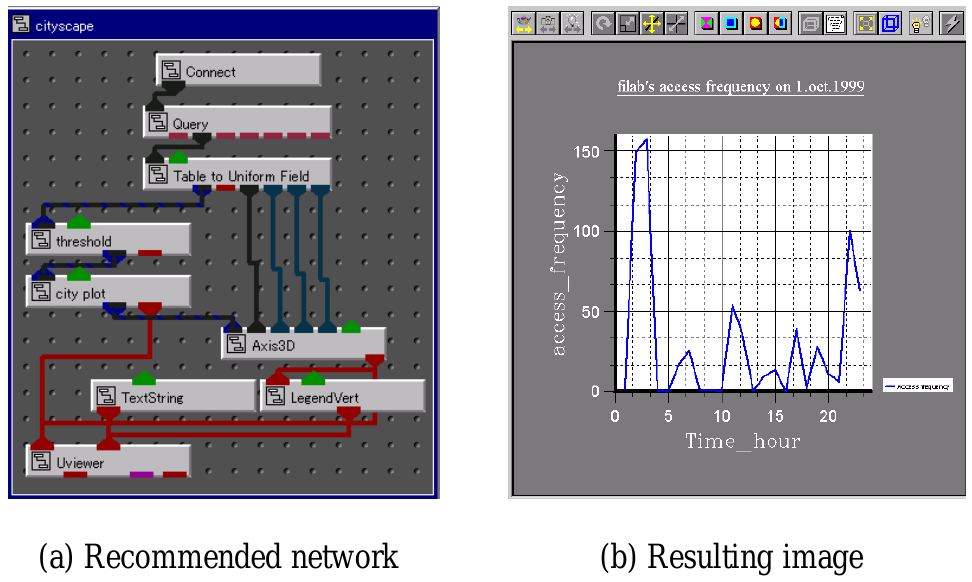 cityscape
Connect
Query
Table to Uniform Field
threshold
city plot
Axis3D
TextString
LegendVert
Uviewer
filab's access frequency on 1.oct.1999
access_frequency
150
100
50
0
0 5 10 15 20
Time_hour
access frequency
(a) Recommended network
(b) Resulting image